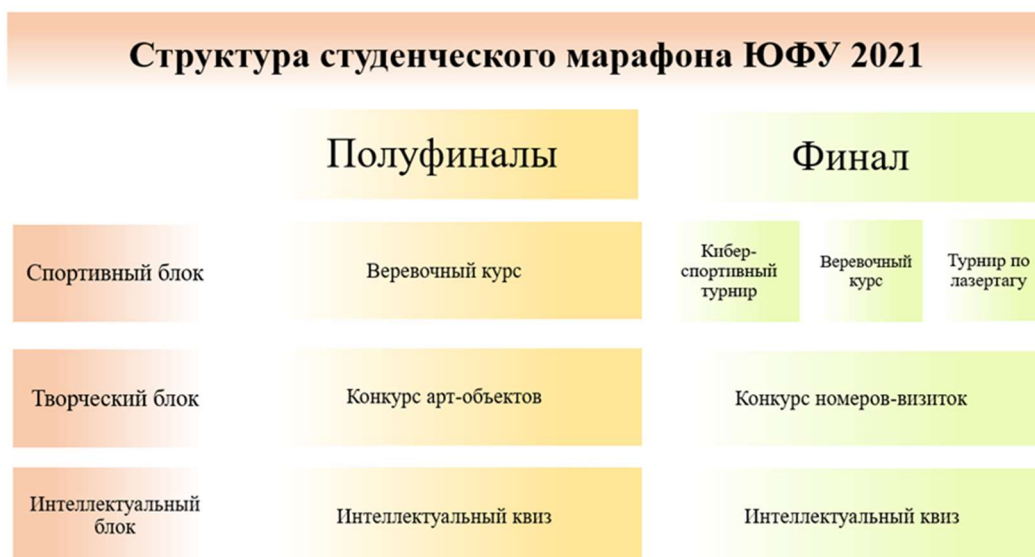 Структура студенческого марафона ЮФУ 2021
Полуфиналы
Финал
Спортивный блок
Веревочный курс
Кибер-
спортивный
турнир
Веревочный
курс
Турнир по
лазертагу
Творческий блок
Конкурс арт-объектов
Конкурс номеров-визиток
Интеллектуальный
блок
Интеллектуальный квиз
Интеллектуальный квиз